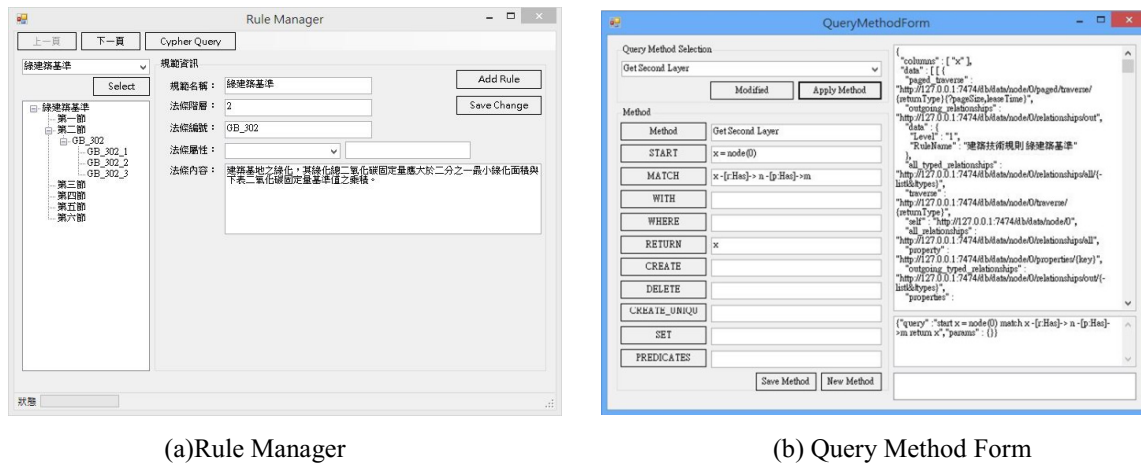 Rule Manager
上一頁 下一頁 Cypher Query
綠建築基準
Select
綠建築基準
第一節
第二節
GB_302
GB_302_1
GB_302_2
GB_302_3
第三節
第四節
第五節
第六節
規範資訊
規範名稱： 綠建築基準
Add Rule
法條階層： 2
Save Change
法條編號： GB_302
法條屬性：
法條內容： 建築基地之綠化，其綠化總二氧化碳固定量應大於二分之一最小綠化面積與
下表二氧化碳固定量基準值之乘積。
狀態
(a)Rule Manager
QueryMethodForm
Query Method Selection
Get Second Layer
Modified Apply Method
Method
Method Get Second Layer
START x = node(0)
MATCH x -[r:Has]-> n -[p:Has]->m
WITH
WHERE
RETURN x
CREATE
DELETE
CREATE_UNIQU
SET
PREDICATES
Save Method New Method
{
"columns" : [ "x" ],
"data" : [ [ {
"paged_traverse" :
"http://127.0.0.1:7474/db/data/node/0/paged/traverse/
{returnType}{?pageSize,leaseTime}",
"outgoing_relationships" :
"http://127.0.0.1:7474/db/data/node/0/relationships/out",
"data" : {
"Level" : "1",
"RuleName" : "建築技術規則 綠建築基準"
},
"all_typed_relationships" :
"http://127.0.0.1:7474/db/data/node/0/relationships/all/{-
list|&|types}",
"traverse" :
"http://127.0.0.1:7474/db/data/node/0/traverse/
{returnType}",
"self" : "http://127.0.0.1:7474/db/data/node/0",
"all_relationships" :
"http://127.0.0.1:7474/db/data/node/0/relationships/all",
"property" :
"http://127.0.0.1:7474/db/data/node/0/properties/{key}",
"outgoing_typed_relationships" :
"http://127.0.0.1:7474/db/data/node/0/relationships/out/{-
list|&|types}",
"properties" :
{"query" :"start x = node(0) match x -[r:Has]-> n -[p:Has]-
>m return x","params" : {}}
(b) Query Method Form